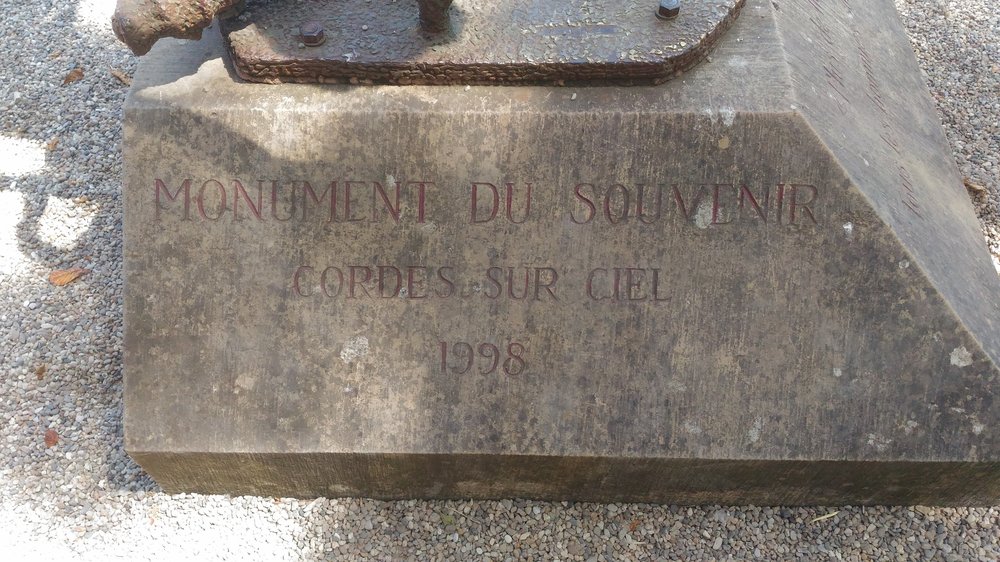 MONUMENT DU SOUVENIR
CORDES SUR CIEL
1998